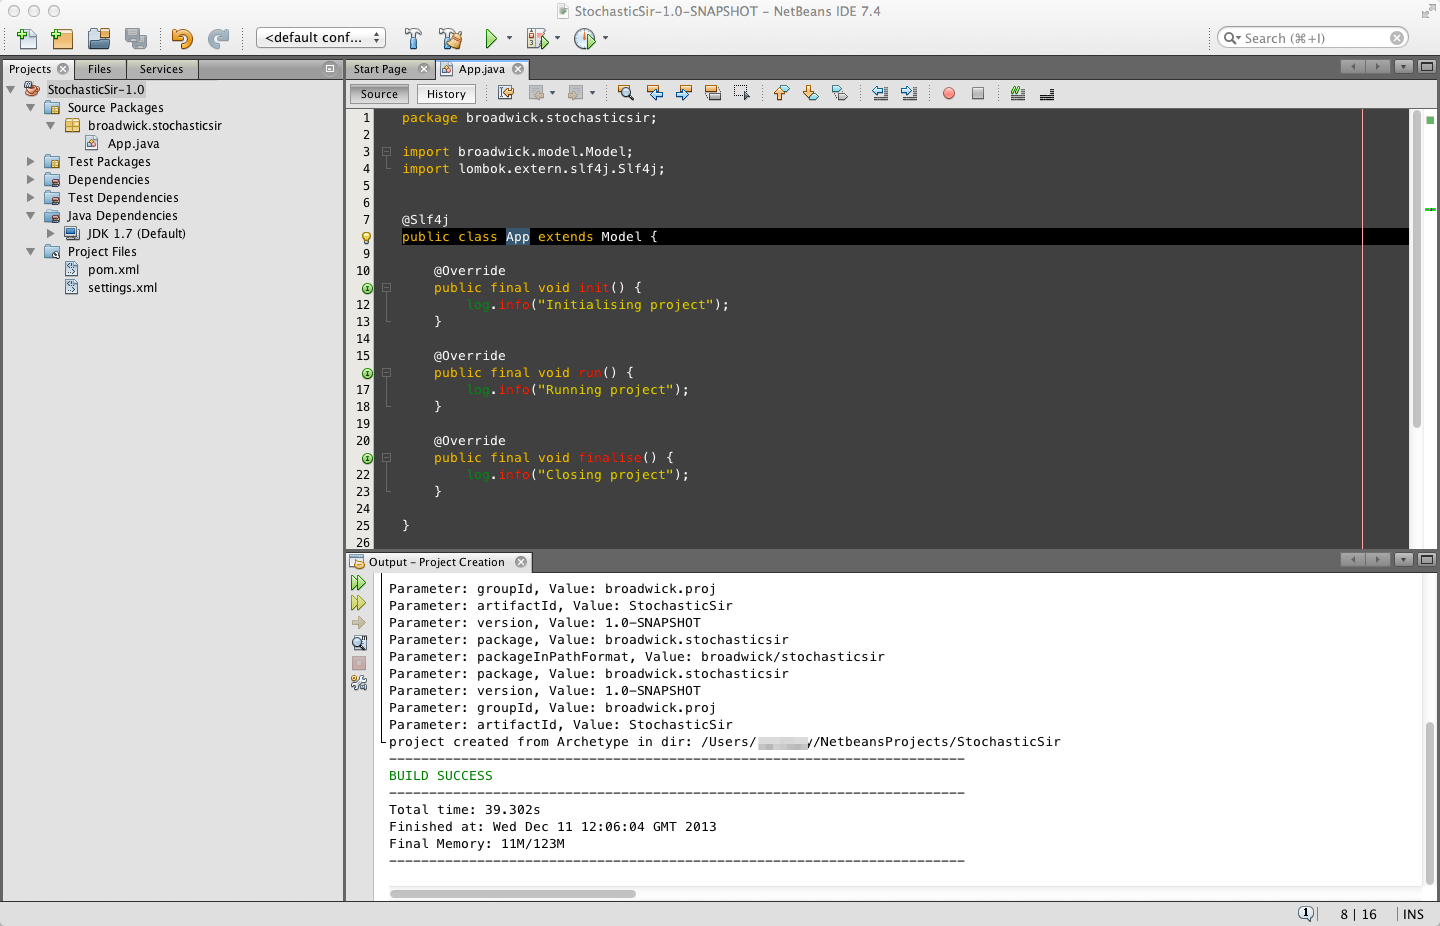 StochasticSir-1.0-SNAPSHOT - NetBeans IDE 7.4
<default conf...
Search (⌘+I)
Projects
Files
Services
StochasticSir-1.0
Source Packages
broadwick.stochasticsir
App.java
Test Packages
Dependencies
Test Dependencies
Java Dependencies
JDK 1.7 (Default)
Project Files
pom.xml
settings.xml
Start Page
App.java
Source
History
1 package broadwick.stochasticsir;
2
3 import broadwick.model.Model;
4 import lombok.extern.slf4j.Slf4j;
5
6
7 @Slf4j
public class App extends Model {
9
10 @Override
public final void init() {
12 log.info("Initialising project");
13 }
14
15 @Override
public final void run() {
17 log.info("Running project");
18 }
19
20 @Override
public final void finalise() {
22 log.info("Closing project");
23 }
24
25 }
26
Output - Project Creation
Parameter: groupId, Value: broadwick.proj
Parameter: artifactId, Value: StochasticSir
Parameter: version, Value: 1.0-SNAPSHOT
Parameter: package, Value: broadwick.stochasticsir
Parameter: packageInPathFormat, Value: broadwick/stochasticsir
Parameter: package, Value: broadwick.stochasticsir
Parameter: version, Value: 1.0-SNAPSHOT
Parameter: groupId, Value: broadwick.proj
Parameter: artifactId, Value: StochasticSir
project created from Archetype in dir: /Users/ y/NetbeansProjects/StochasticSir
------------------------------------------------------------------------
BUILD SUCCESS
------------------------------------------------------------------------
Total time: 39.302s
Finished at: Wed Dec 11 12:06:04 GMT 2013
Final Memory: 11M/123M
------------------------------------------------------------------------
8 | 16 INS